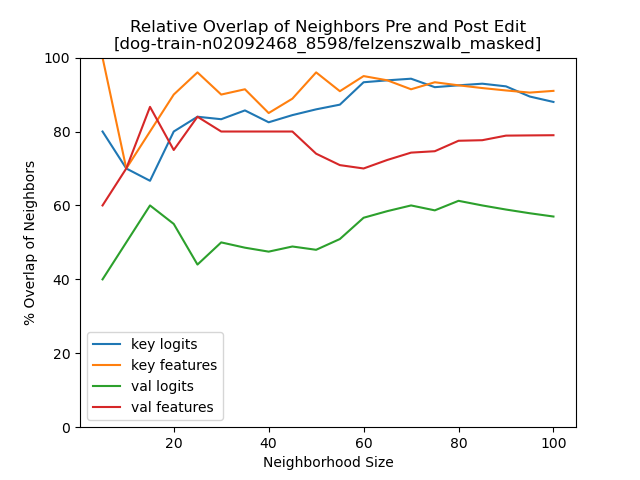 Relative Overlap of Neighbors Pre and Post Edit
[dog-train-n02092468_8598/felzenszwalb_masked]
% Overlap of Neighbors
100
80
60
40
20
0
key logits
key features
val logits
val features
20
40
60
80
100
Neighborhood Size